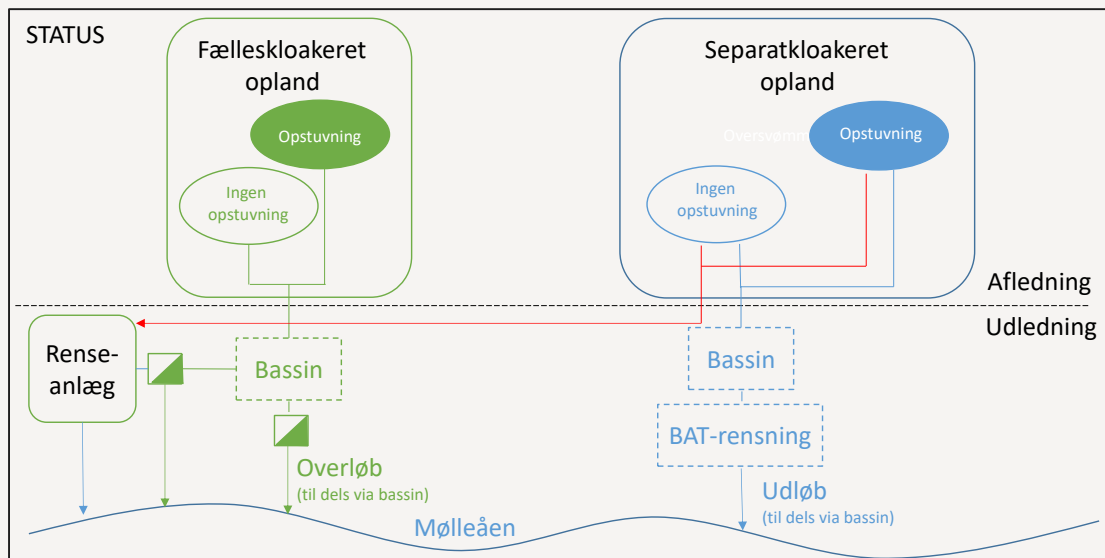 STATUS
Fælleskloakeret
opland
Opstuvning
Ingen
opstuvning
Separatkloakeret
opland
Oversvømm
Opstuvning
Ingen
opstuvning
Afledning
Udledning
Rense-
anlæg
Bassin
Bassin
BAT-rensning
Overløb
(til dels via bassin)
Udløb
(til dels via bassin)
Mølleåen